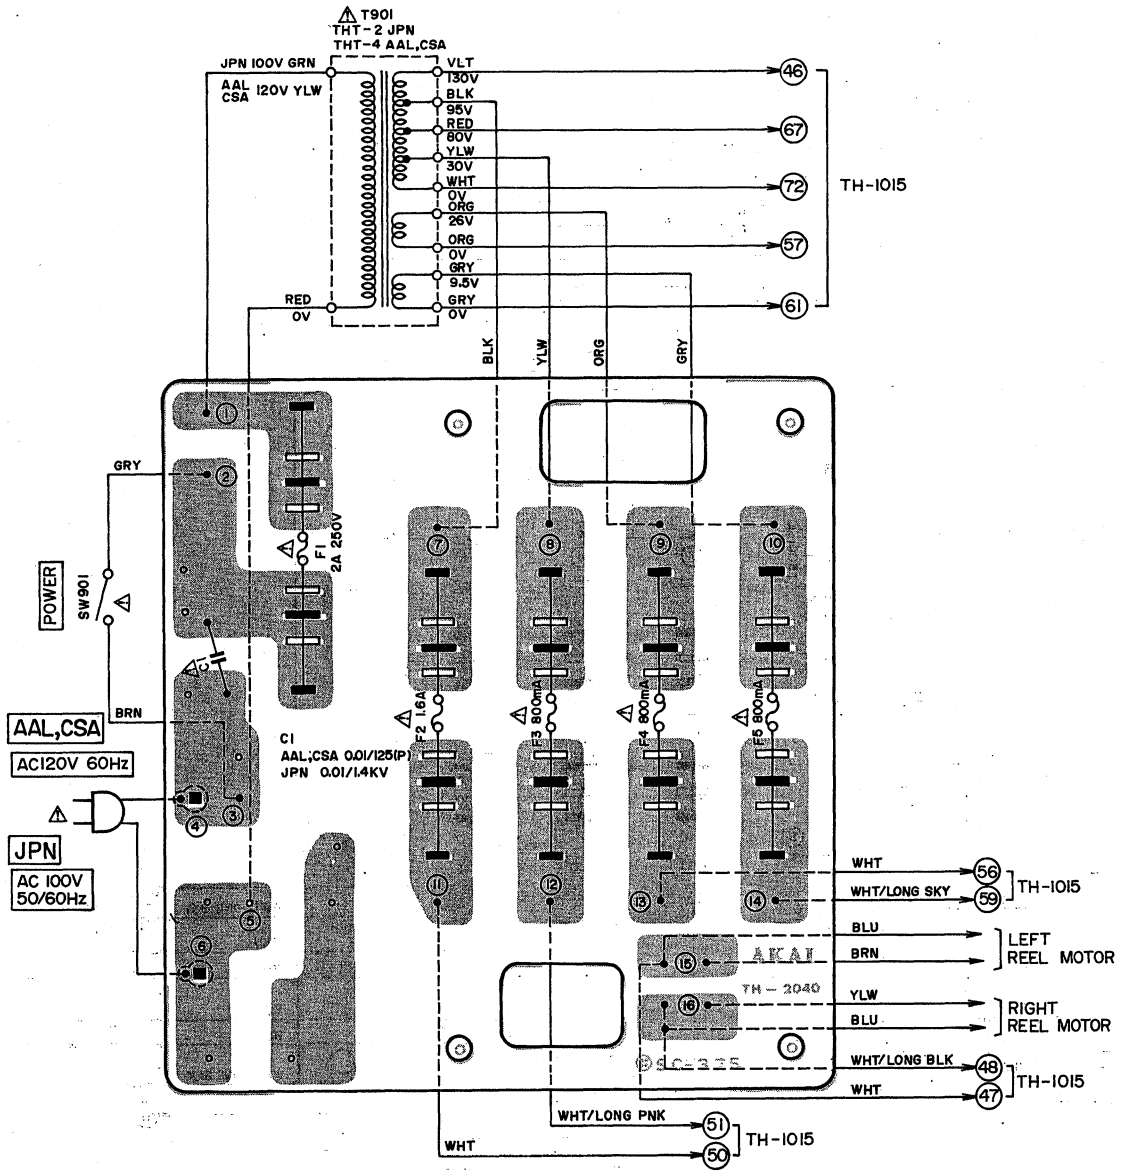 T901
THT-2 JPN
THT-4 AAL,CSA
JPN 100V GRN
AAL
CSA 120V YLW
RED
0V
VLT
130V
BLK
95V
RED
80V
YLW
30V
WHT
0V
ORG
26V
ORG
0V
GRY
9.5V
GRY
0V
46
67
72
57
61
TH-1015
BLK
YLW
ORG
GRY
1
2
GRY
F1
2A 250V
POWER
SW901
C1
BRN
7
8
9
10
F2 1.6A
F3 800mA
F4 800mA
F5 800mA
AAL,CSA
AC120V 60Hz
C1
AAL,CSA 0.01/125(P)
JPN 0.01/1.4KV
4
3
JPN
AC 100V
50/60Hz
5
6
11
12
13
14
WHT
56
WHT/LONG SKY
59
TH-1015
BLU
BRN
LEFT
REEL MOTOR
15
AKAI
TH-2040
16
YLW
BLU
RIGHT
REEL MOTOR
SC-325
WHT/LONG BLK
48
WHT
47
TH-1015
WHT/LONG PNK
51
WHT
50
TH-1015